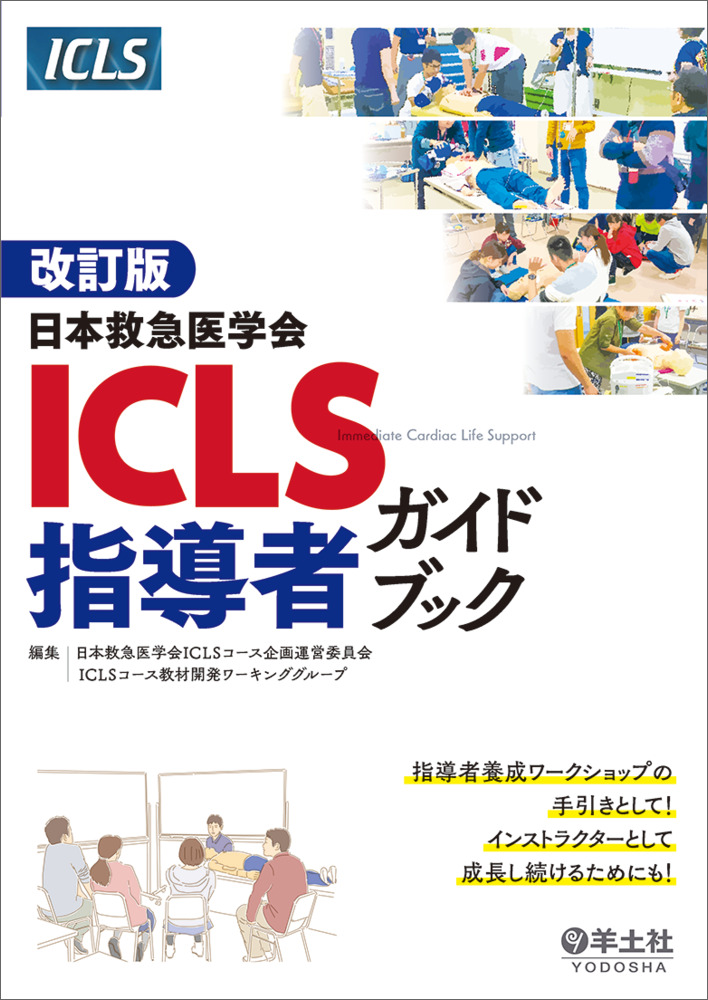 ICLS
改訂版
日本救急医学会
ICLS
Immediate Cardiac Life Support
指導者
ガイド
ブック
編集
日本救急医学会ICLSコース企画運営委員会
ICLSコース教材開発ワーキンググループ
指導者養成ワークショップの
手引きとして!
インストラクターとして
成長し続けるためにも!
羊土社
YODOSHA